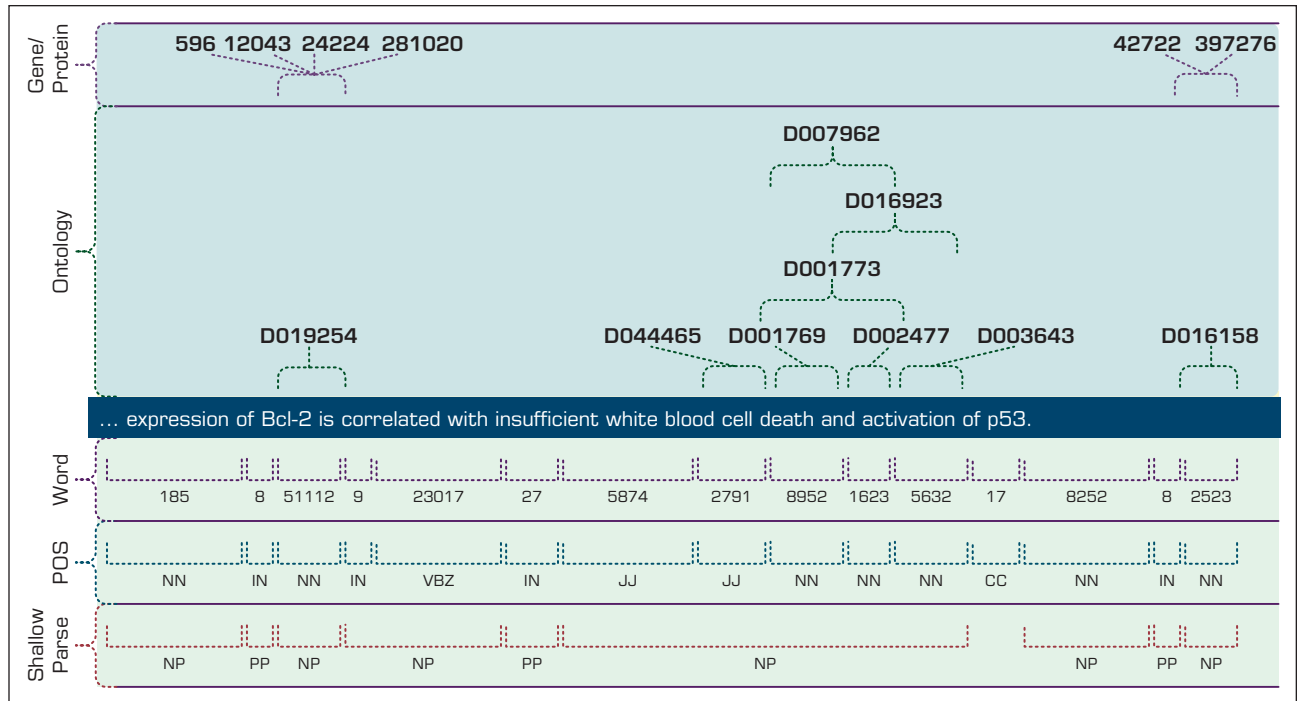 Gene/
Protein
596 12043 24224 281020
42722 397276
Ontology
D007962
D016923
D001773
D019254
D044465 D001769 D002477 D003643
D016158
... expression of Bcl-2 is correlated with insufficient white blood cell death and activation of p53.
Word
185 8 51112 9 23017 27 5874 2791 8952 1623 5632 17 8252 8 2523
POS
NN IN NN IN VBZ IN JJ JJ NN NN NN CC NN IN NN
Shallow
Parse
NP PP NP NP PP NP NP PP NP